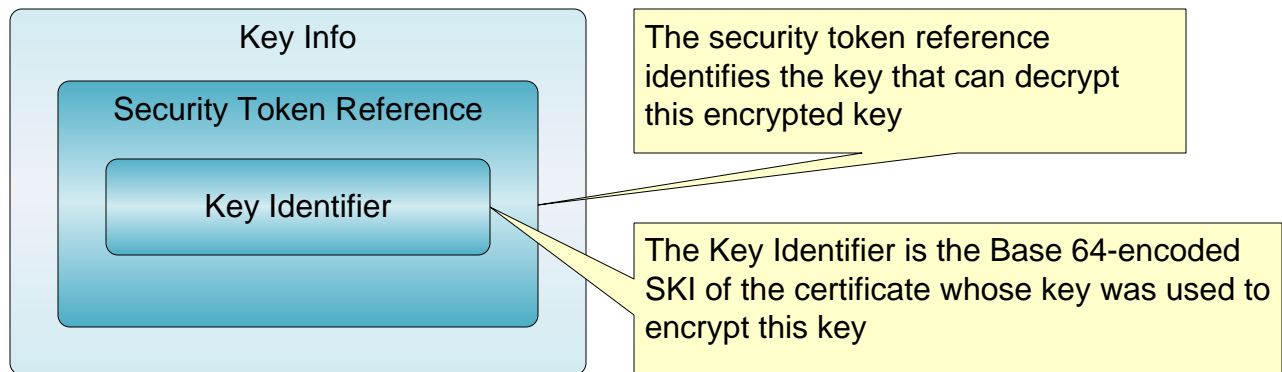 Key Info
Security Token Reference
Key Identifier
The security token reference
identifies the key that can decrypt
this encrypted key
The Key Identifier is the Base 64-encoded
SKI of the certificate whose key was used to
encrypt this key